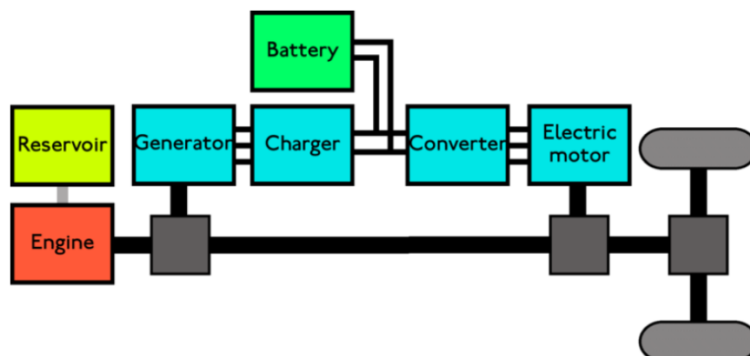 Battery
Reservoir
Generator
Charger
Converter
Electric
motor
Engine